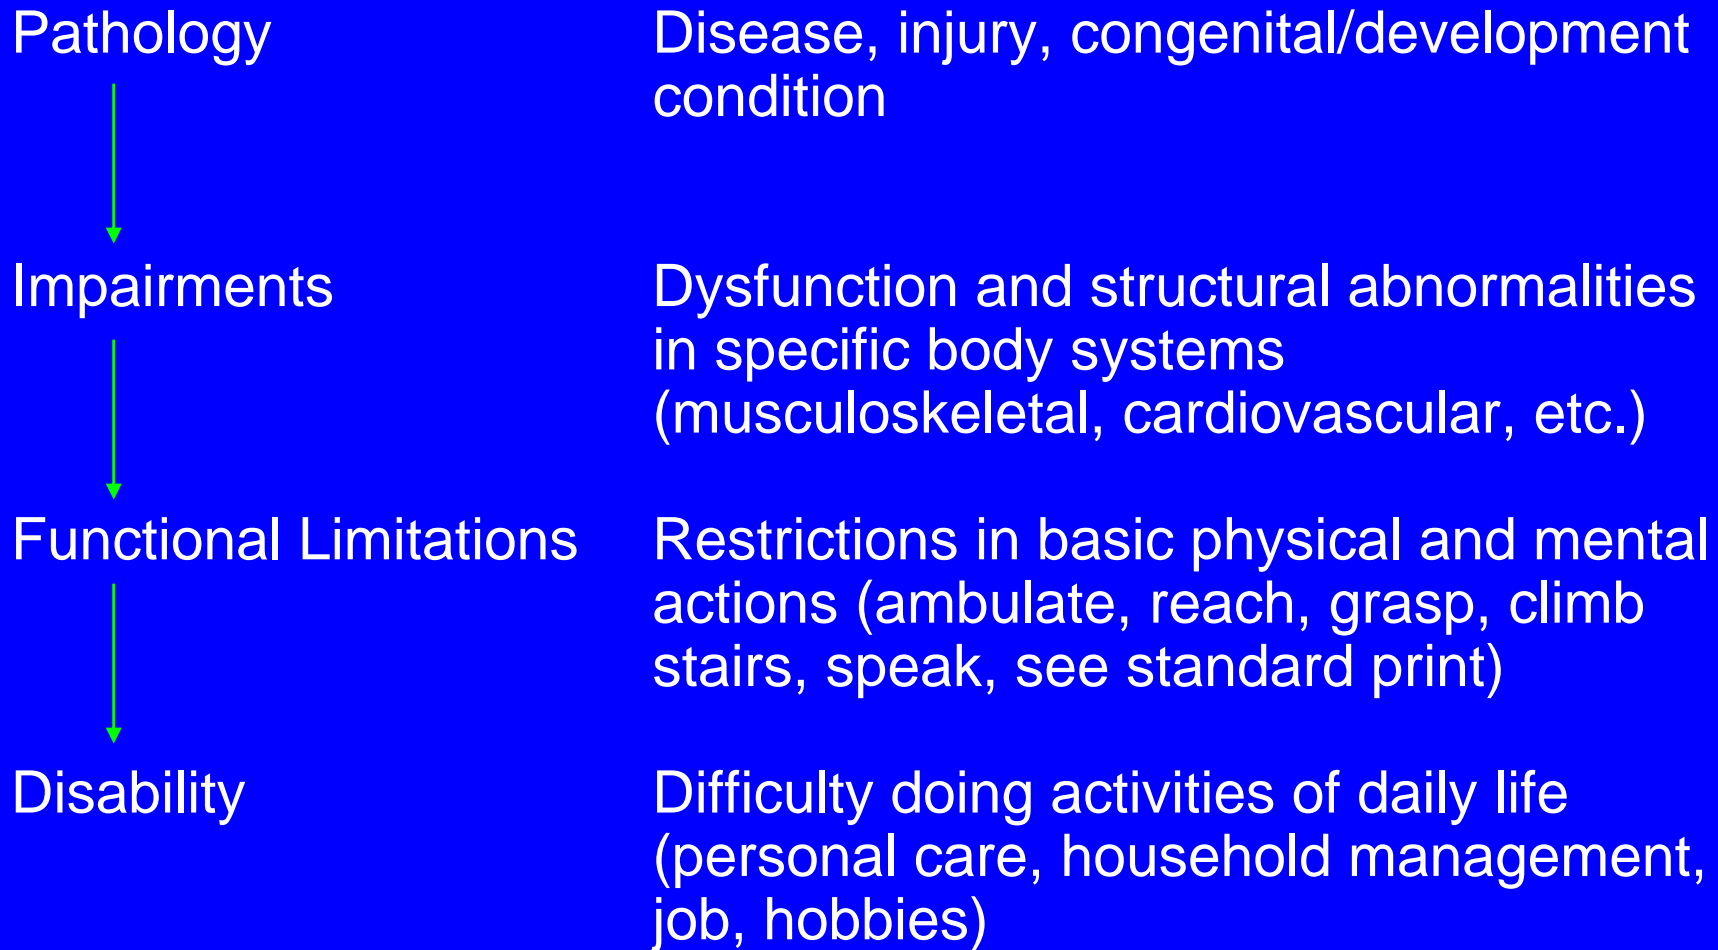 Pathology
Disease, injury, congenital/development
condition
Impairments
Dysfunction and structural abnormalities
in specific body systems
(musculoskeletal, cardiovascular, etc.)
Functional Limitations
Restrictions in basic physical and mental
actions (ambulate, reach, grasp, climb
stairs, speak, see standard print)
Disability
Difficulty doing activities of daily life
(personal care, household management,
job, hobbies)